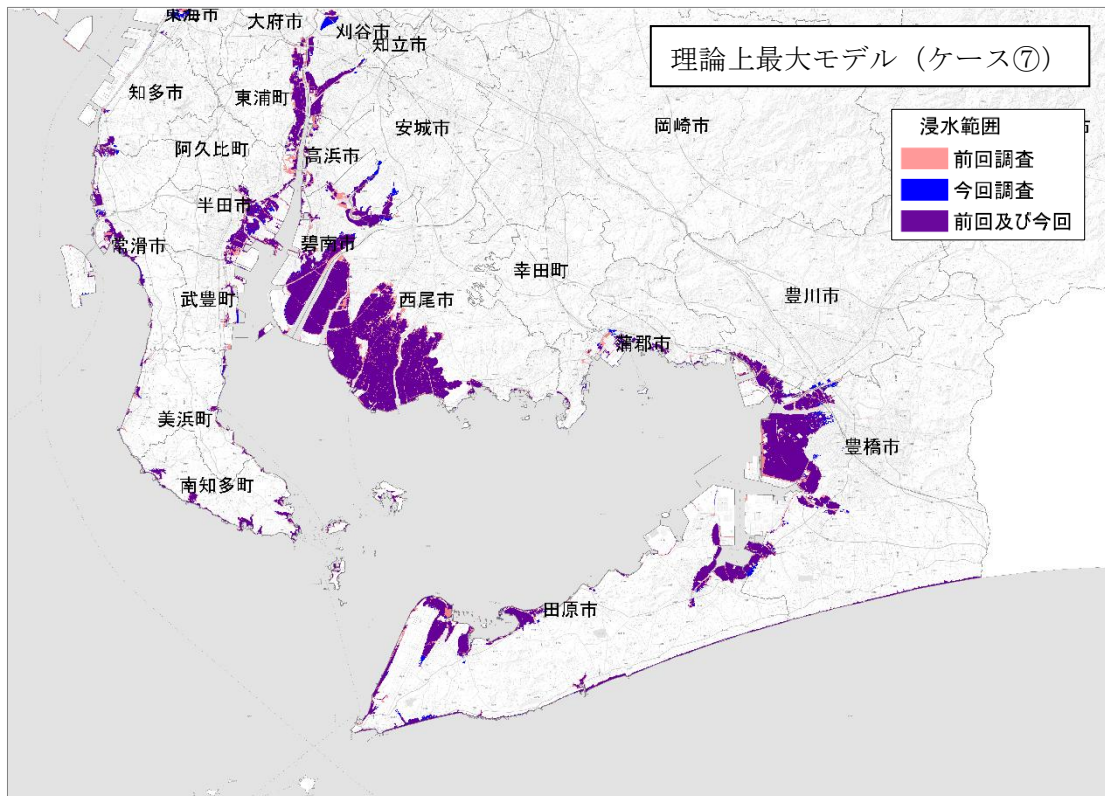 東海市
大府市
刈谷市
知立市
理論上最大モデル（ケース⑦）
知多市
東浦町
安城市
岡崎市
市
浸水範囲
前回調査
今回調査
前回及び今回
阿久比町
高浜市
半田市
常滑市
碧南市
武豊町
西尾市
幸田町
豊川市
蒲郡市
美浜町
豊橋市
南知多町
田原市